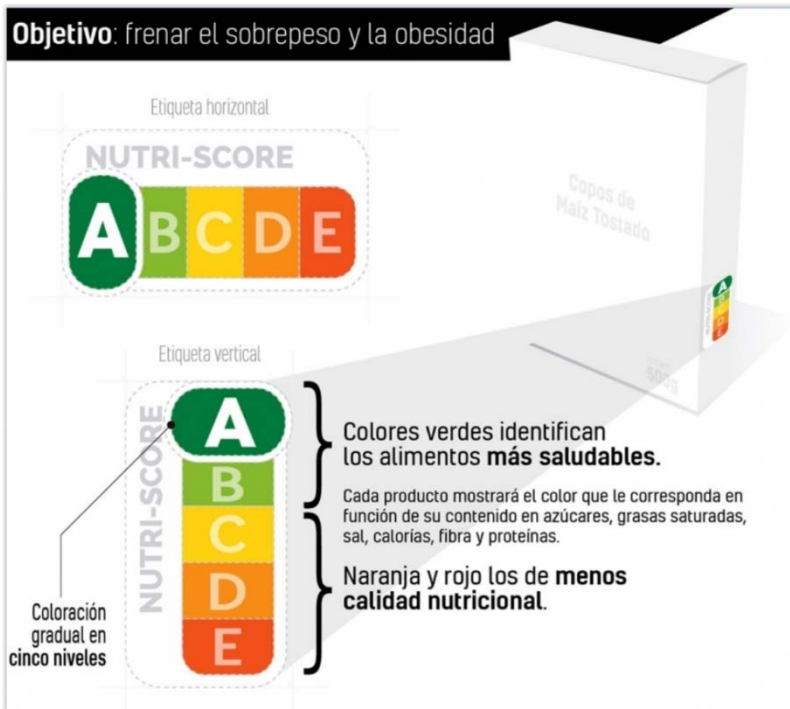 Objetivo: frenar el sobrepeso y la obesidad
Etiqueta horizontal
NUTRI-SCORE
A B C D E
Copos de
Maíz Tostado
NUTRI-SCORE
A
B
C
D
E
500g
Etiqueta vertical
NUTRI-SCORE
A
B
C
D
E
Colores verdes identifican
los alimentos más saludables.
Cada producto mostrará el color que le corresponda en
función de su contenido en azúcares, grasas saturadas,
sal, calorías, fibra y proteínas.
Naranja y rojo los de menos
calidad nutricional.
Coloración
gradual en
cinco niveles